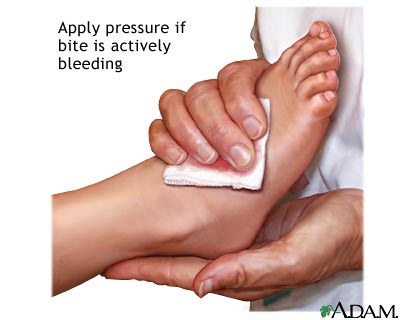 Apply pressure if
bite is actively
bleeding
A.D.A.M.